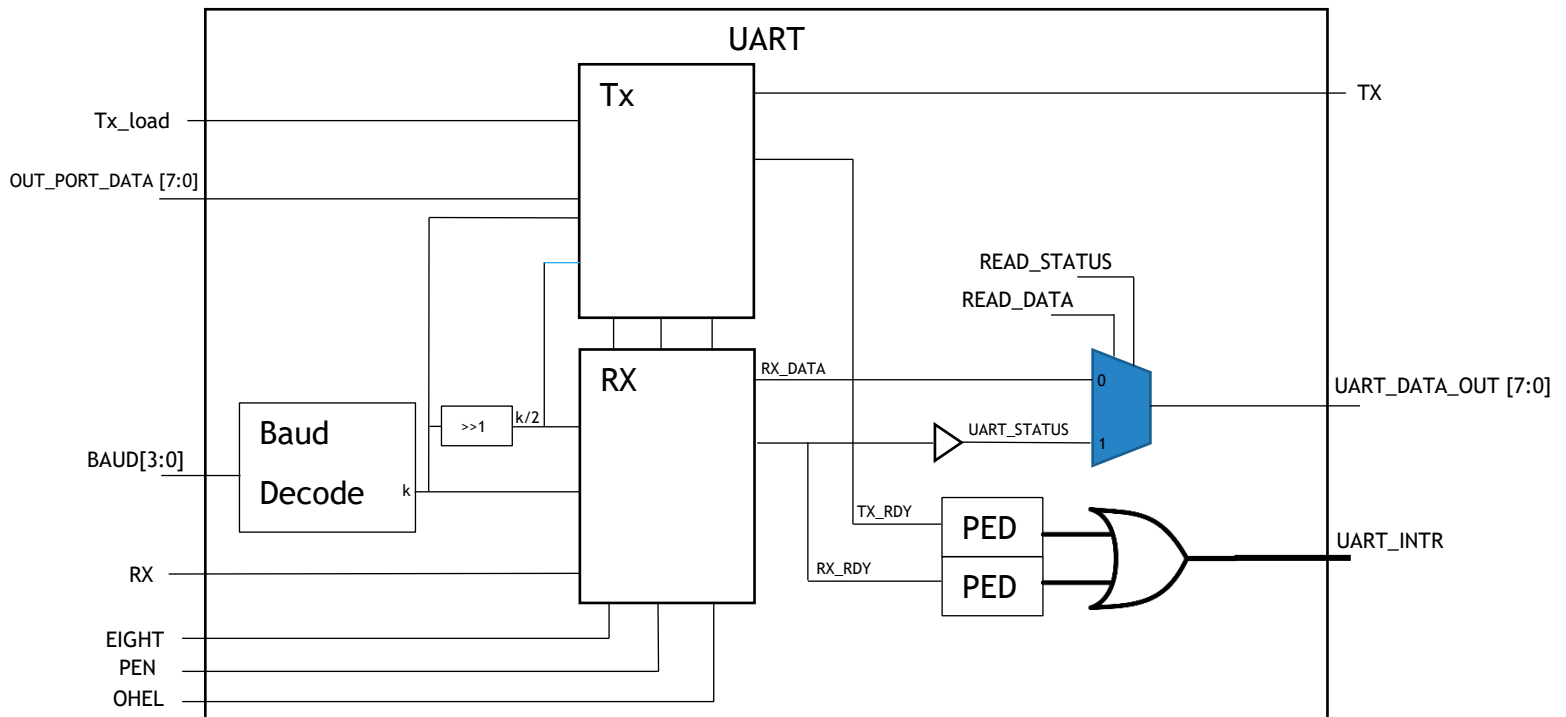 UART
Tx
TX
Tx_load
OUT_PORT_DATA [7:0]
READ_STATUS
READ_DATA
RX
RX_DATA
0
UART_DATA_OUT [7:0]
k/2
>>1
UART_STATUS
1
Baud
Decode
k
BAUD[3:0]
TX_RDY
PED
UART_INTR
RX
RX_RDY
PED
EIGHT
PEN
OHEL